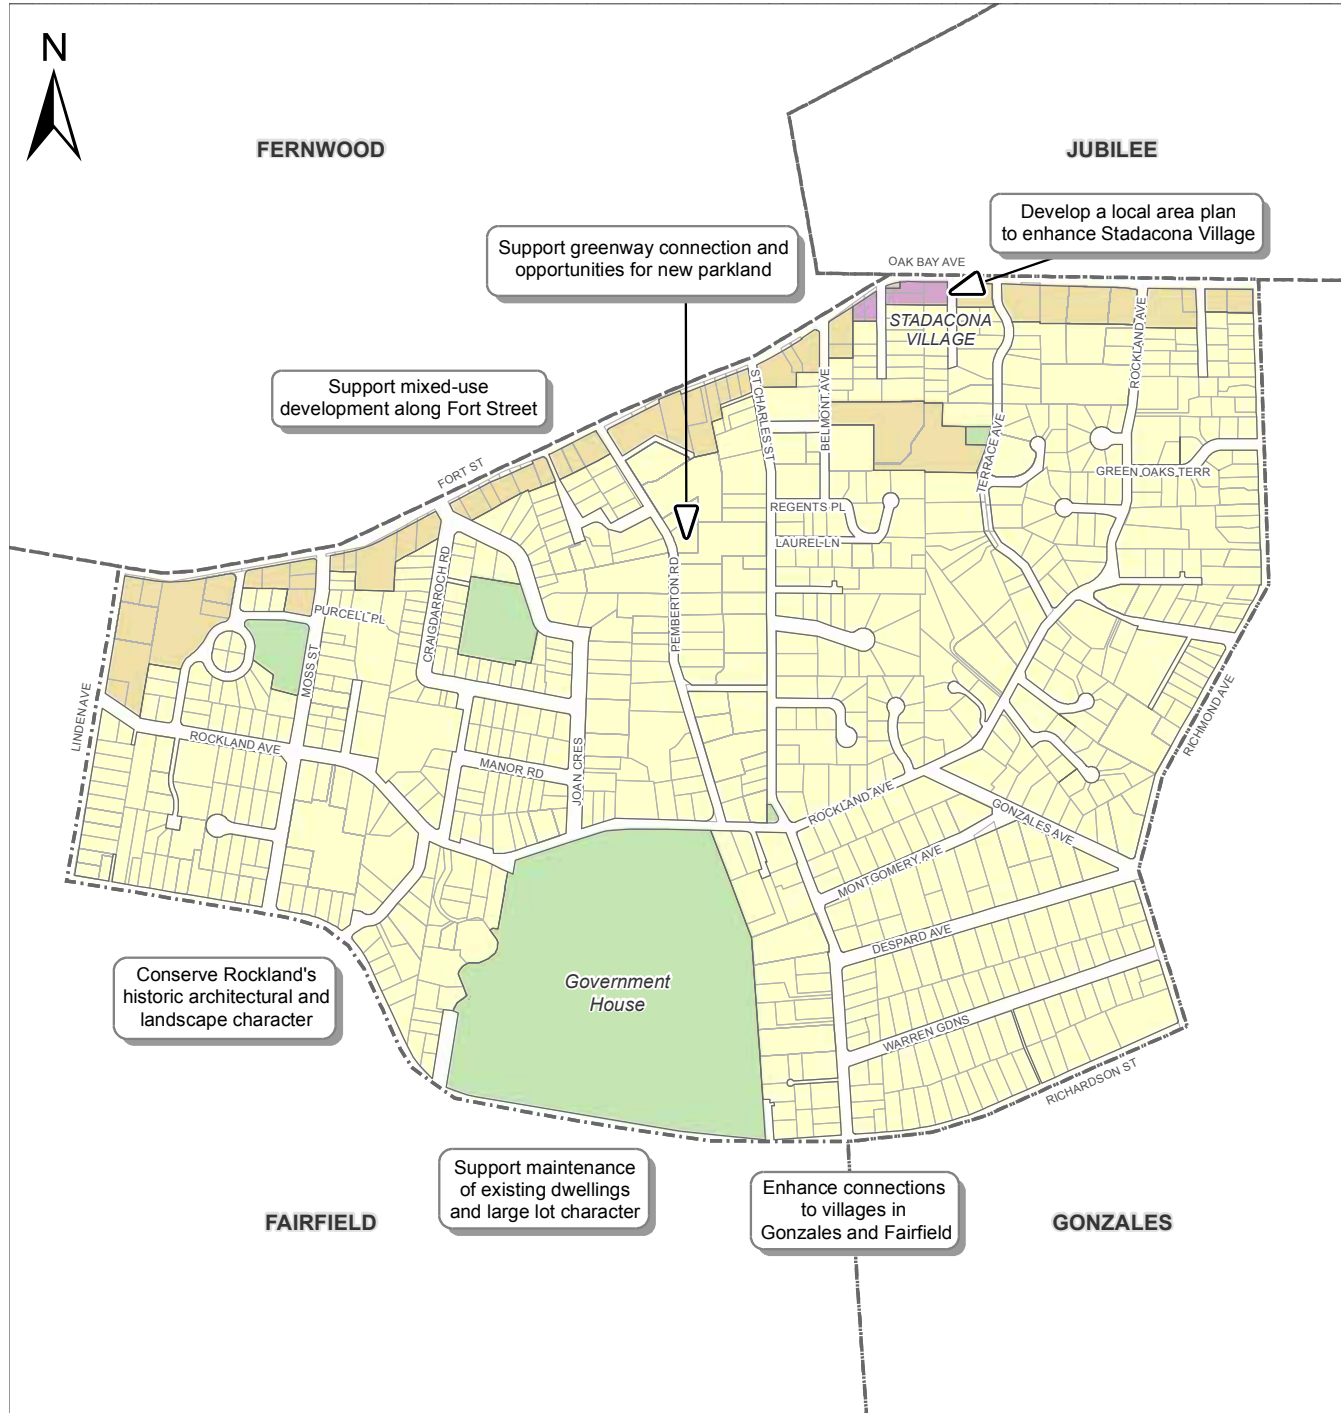 N
FERNWOOD
JUBILEE
Develop a local area plan
to enhance Stadacona Village
Support greenway connection and
opportunities for new parkland
OAK BAY AVE
STADACONA
VILLAGE
ROCKLAND AVE
Support mixed-use
development along Fort Street
ST CHARLES ST
BELMONT AVE
TERRACE AVE
FORT ST
GREEN OAKS TERR
REGENTS PL
LAUREL LN
CRAIGDARROCH RD
PEMBERTON RD
PURCELL PL
MOSS ST
LINDEN AVE
ROCKLAND AVE
MANOR RD
JOAN CRES
RICHMOND AVE
ROCKLAND AVE
GONZALES AVE
MONTGOMERY AVE
DESPARD AVE
Government
House
Conserve Rockland's
historic architectural and
landscape character
WARREN GDNS
RICHARDSON ST
Support maintenance
of existing dwellings
and large lot character
Enhance connections
to villages in
Gonzales and Fairfield
FAIRFIELD
GONZALES